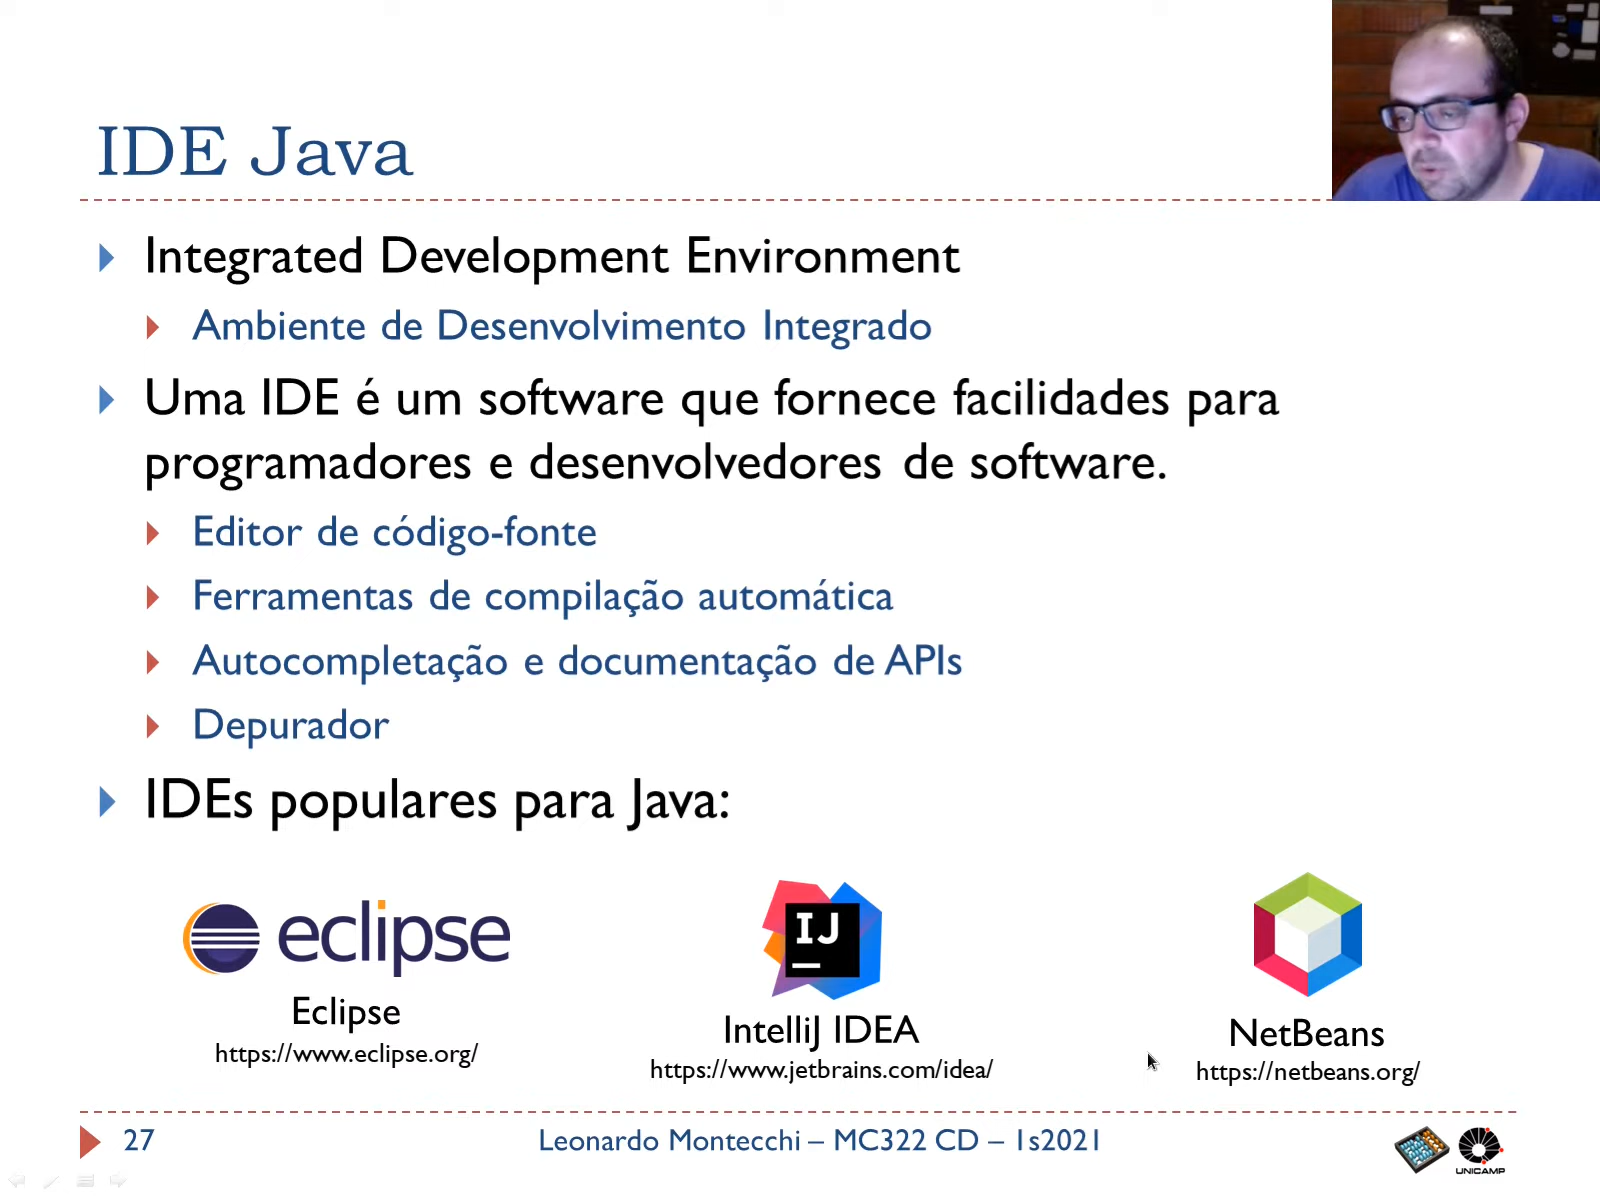 IDE Java
Integrated Development Environment
Ambiente de Desenvolvimento Integrado
Uma IDE é um software que fornece facilidades para
programadores e desenvolvedores de software.
Editor de código-fonte
Ferramentas de compilação automática
Autocompletação e documentação de APIs
Depurador
IDEs populares para Java:
eclipse
Eclipse
https://www.eclipse.org/
IJ
IntelliJ IDEA
https://www.jetbrains.com/idea/
NetBeans
https://netbeans.org/
27
Leonardo Montecchi – MC322 CD – 1s2021
UNICAMP